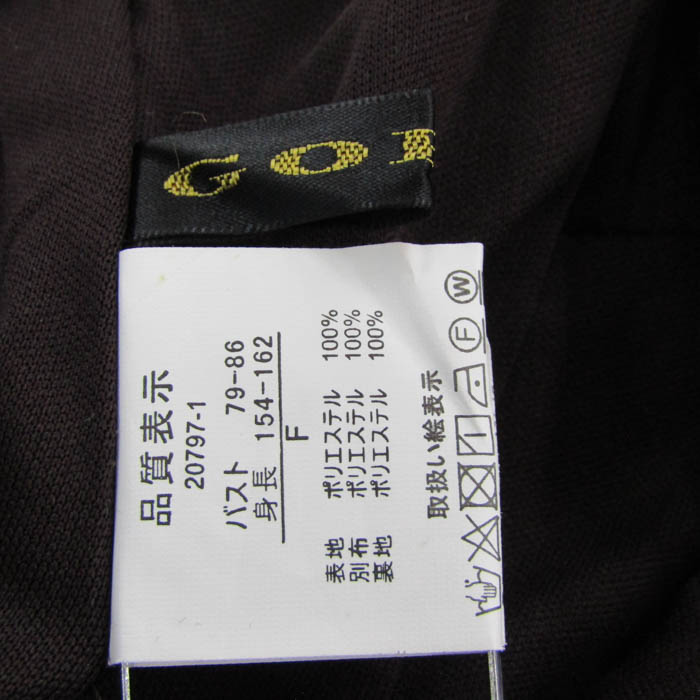 GO
品質表示
20797-1
バスト 79-86
身長 154-162
F
表地 ポリエステル 100%
別布 ポリエステル 100%
裏地 ポリエステル 100%
取扱い絵表示
F W